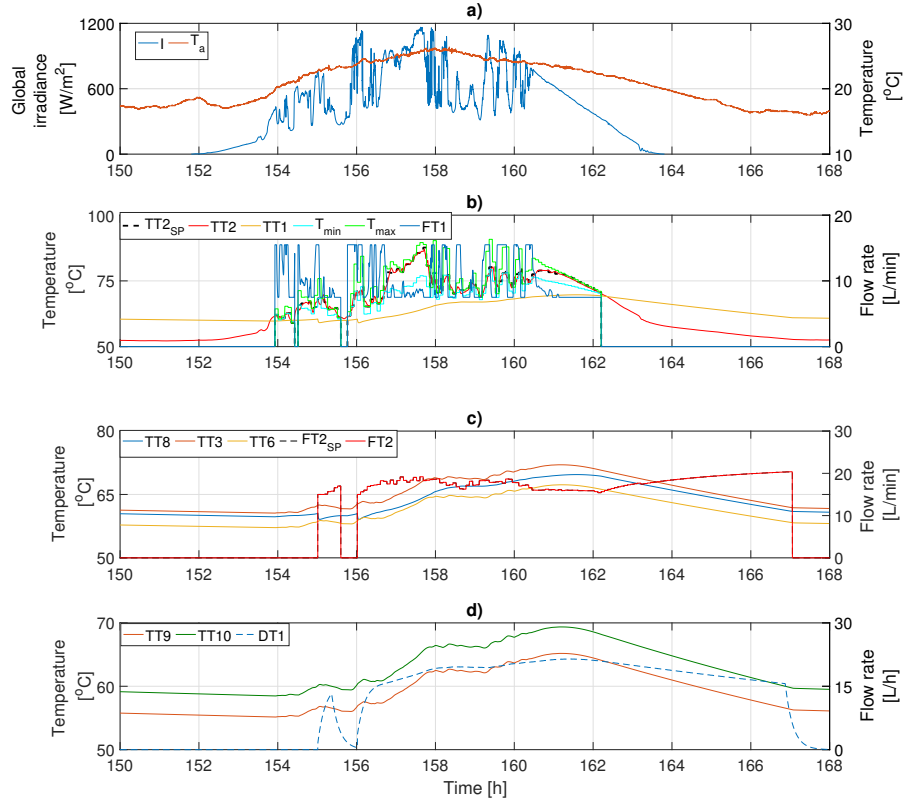 a)
1200
600
0
30
20
10
Global
irradiance
[W/m²]
Temperature
[°C]
I T_a
150 152 154 156 158 160 162 164 166 168
b)
100
75
50
20
10
0
Temperature
[°C]
Flow rate
[L/min]
TT2_SP TT2 TT1 T_min T_max FT1
150 152 154 156 158 160 162 164 166 168
c)
80
65
50
30
20
10
0
Temperature
[°C]
Flow rate
[L/min]
TT8 TT3 TT6 FT2_SP FT2
150 152 154 156 158 160 162 164 166 168
d)
70
60
50
30
15
0
Temperature
[°C]
Flow rate
[L/h]
TT9 TT10 DT1
150 152 154 156 158 160 162 164 166 168
Time [h]